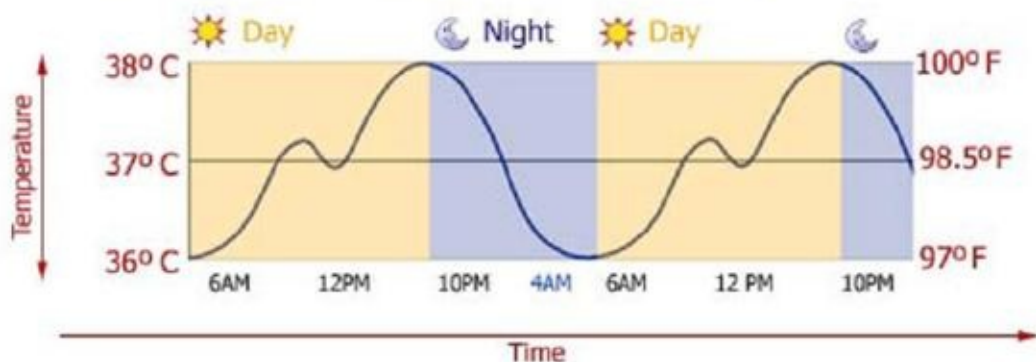 Day Night Day
38º C 100º F
37º C 98.5º F
36º C 97º F
Temperature
6AM 12PM 10PM 4AM 6AM 12 PM 10PM
Time